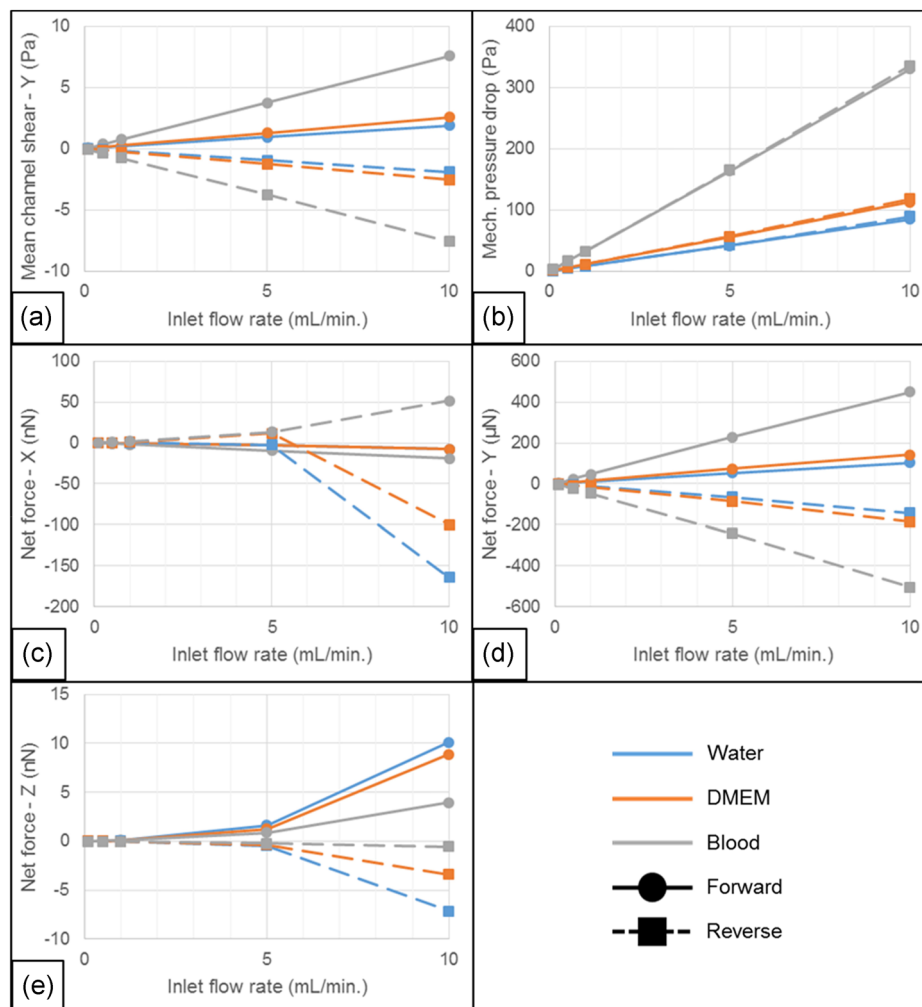 10
5
0
-5
-10
Mean channel shear - Y (Pa)
0
5
10
Inlet flow rate (mL/min.)
(a)
400
300
200
100
0
Mech. pressure drop (Pa)
0
5
10
Inlet flow rate (mL/min.)
(b)
100
50
0
-50
-100
-150
-200
Net force - X (nN)
0
5
10
Inlet flow rate (mL/min.)
(c)
600
400
200
0
-200
-400
-600
Net force - Y (µN)
0
5
10
Inlet flow rate (mL/min.)
(d)
15
10
5
0
-5
-10
Net force - Z (nN)
0
5
10
Inlet flow rate (mL/min.)
(e)
Water
DMEM
Blood
Forward
Reverse